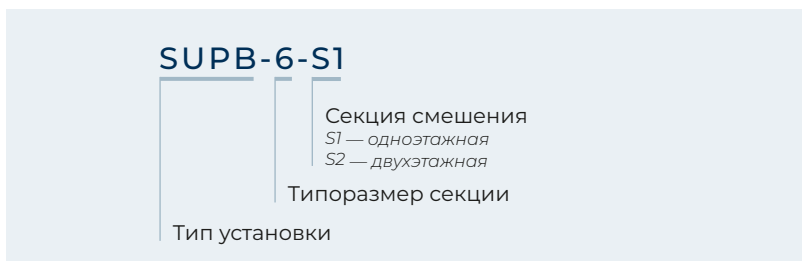 SUPB-6-S1
Секция смешения
S1 — одноэтажная
S2 — двухэтажная
Типоразмер секции
Тип установки